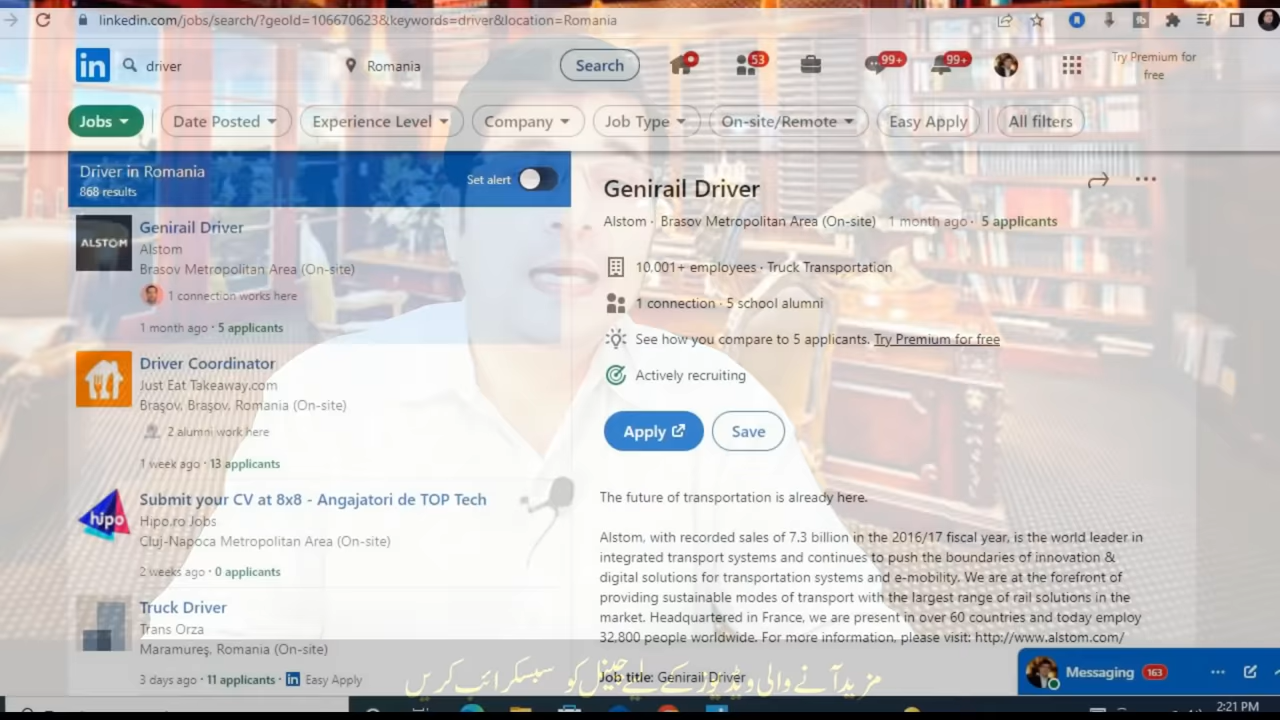 linkedin.com/jobs/search/?geoId=106670623&keywords=driver&location=Romania
in driver Romania Search 53 99+ 99+ Try Premium for free
Jobs Date Posted Experience Level Company Job Type On-site/Remote Easy Apply All filters
Driver in Romania
868 results
Set alert
ALSTOM
Genirail Driver
Alstom
Brasov Metropolitan Area (On-site)
1 connection works here
1 month ago · 5 applicants
Driver Coordinator
Just Eat Takeaway.com
Braşov, Braşov, Romania (On-site)
2 alumni work here
1 week ago · 13 applicants
hipo
Submit your CV at 8x8 - Angajatori de TOP Tech
Hipo.ro Jobs
Cluj-Napoca Metropolitan Area (On-site)
2 weeks ago · 0 applicants
Truck Driver
Trans Orza
Maramureş, Romania (On-site)
3 days ago · 11 applicants · in Easy Apply
Genirail Driver
Alstom · Brasov Metropolitan Area (On-site) 1 month ago · 5 applicants
10.001+ employees · Truck Transportation
1 connection · 5 school alumni
See how you compare to 5 applicants. Try Premium for free
Actively recruiting
Apply Save
The future of transportation is already here.
Alstom, with recorded sales of 7.3 billion in the 2016/17 fiscal year, is the world leader in
integrated transport systems and continues to push the boundaries of innovation &
digital solutions for transportation systems and e-mobility. We are at the forefront of
providing sustainable modes of transport with the largest range of rail solutions in the
market. Headquartered in France, we are present in over 60 countries and today employ
32,800 people worldwide. For more information, please visit: http://www.alstom.com/
Job title: Genirail Driver
مزید آنے والی ویڈیوز کے لیے چینل کو سبسکرائب کریں
Messaging 163
2:21 PM